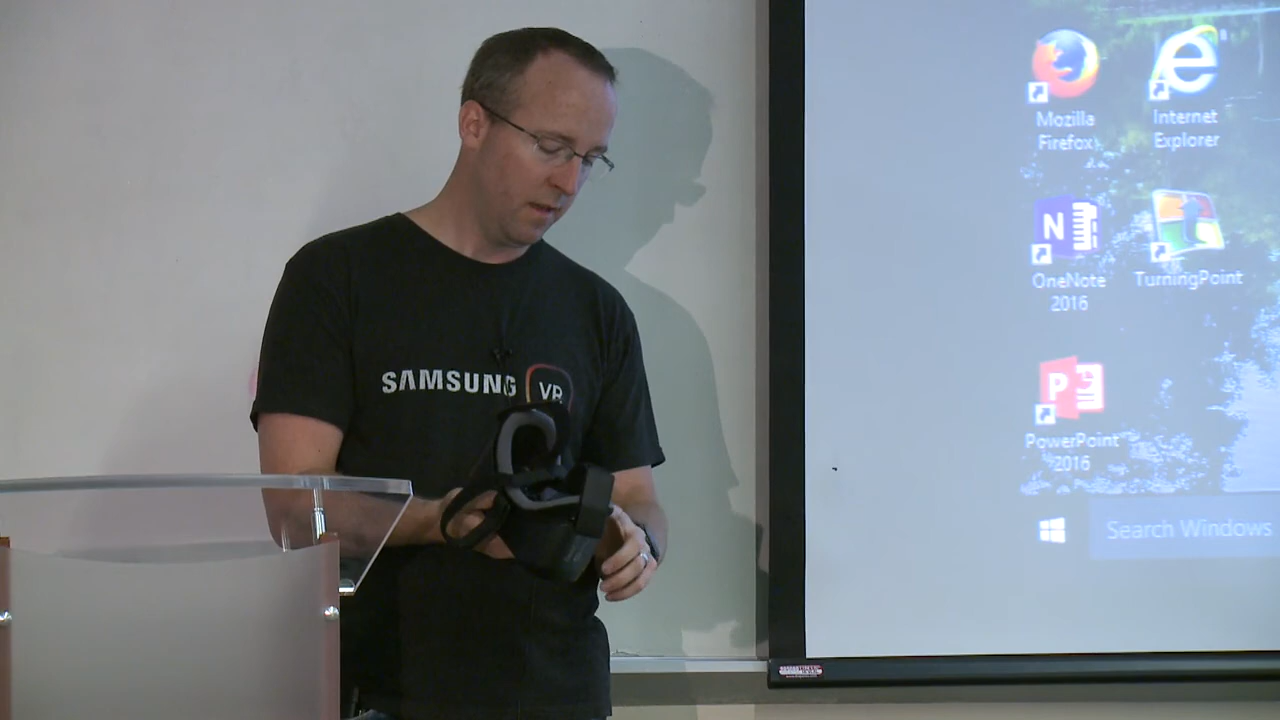 SAMSUNG VR
Mozilla
Firefox
Internet
Explorer
OneNote
2016
TurningPoint
PowerPoint
2016
Search Windows